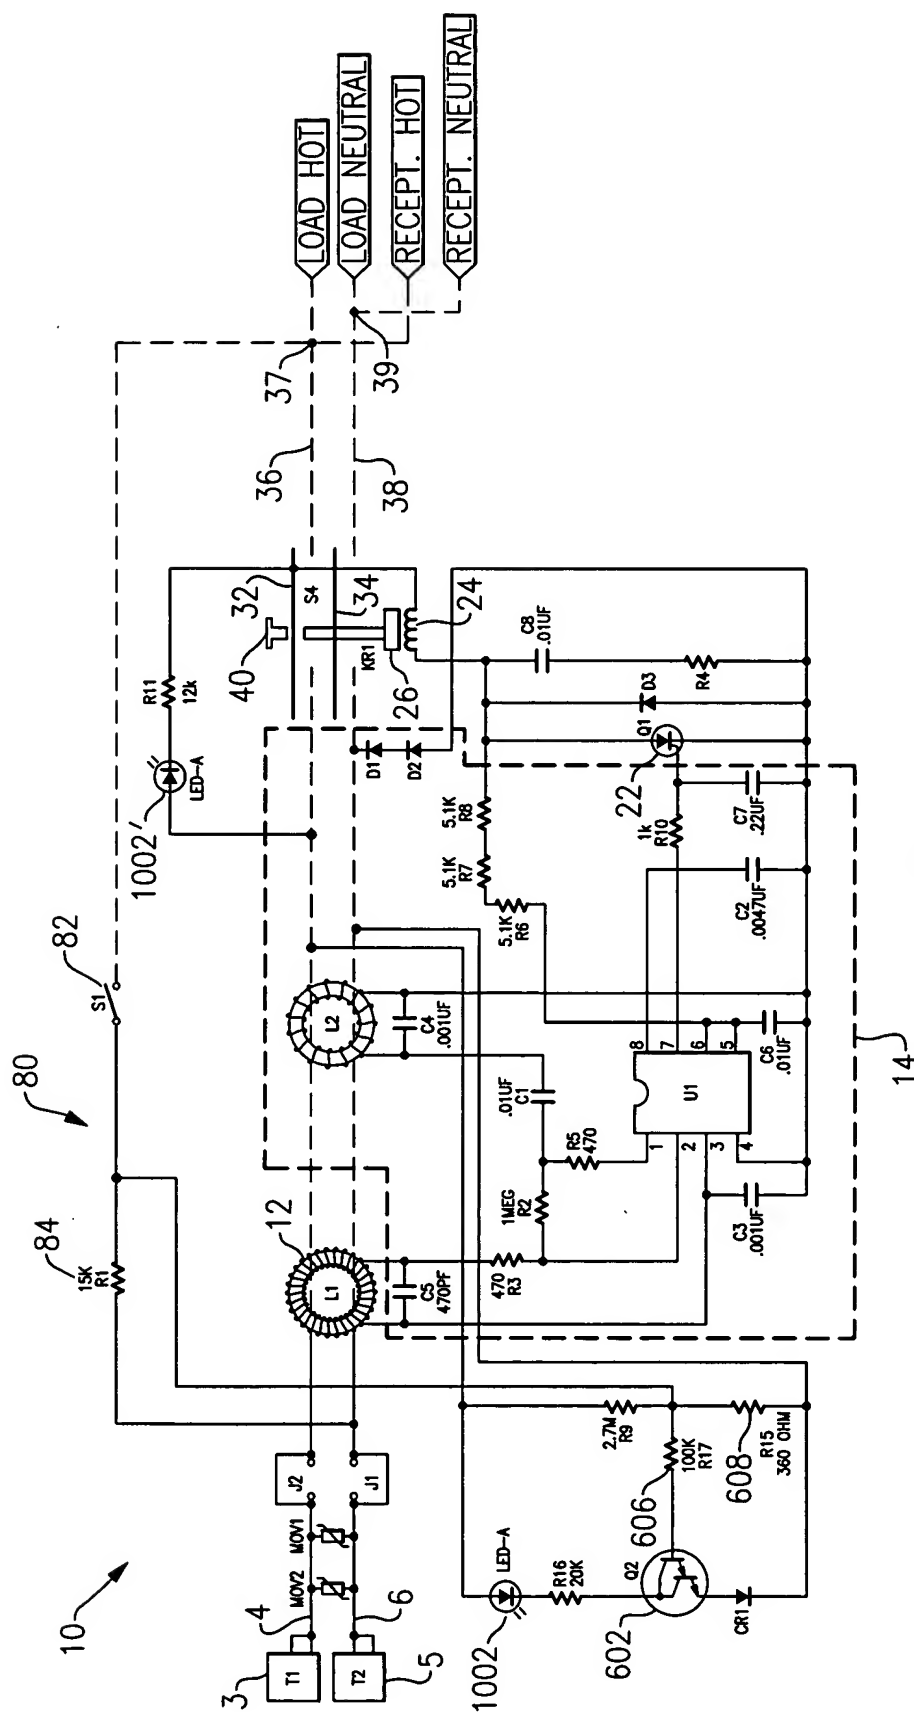 LOAD HOT
LOAD NEUTRAL
RECEPT. HOT
RECEPT. NEUTRAL
10
80
82
S1
84
15K
R1
37
39
36
38
R11
12k
LED-A
1002'
40
32
S4
34
KR1
26
24
12
L1
L2
J2
J1
MOV1
MOV2
4
6
T1
T2
3
5
D1
D2
C8
.01UF
R4
D3
Q1
22
5.1K
R8
5.1K
R7
5.1K
R6
1k
R10
C7
.22UF
C2
.0047UF
C4
.001UF
.01UF
C1
R5
470
1MEG
R2
470
R3
C5
470PF
8
7
6
5
U1
1
2
3
4
C6
.01UF
C3
.001UF
14
2.7M
R9
100K
R17
606
608
R15
360 OHM
LED-A
1002
R16
20K
Q2
602
CR1